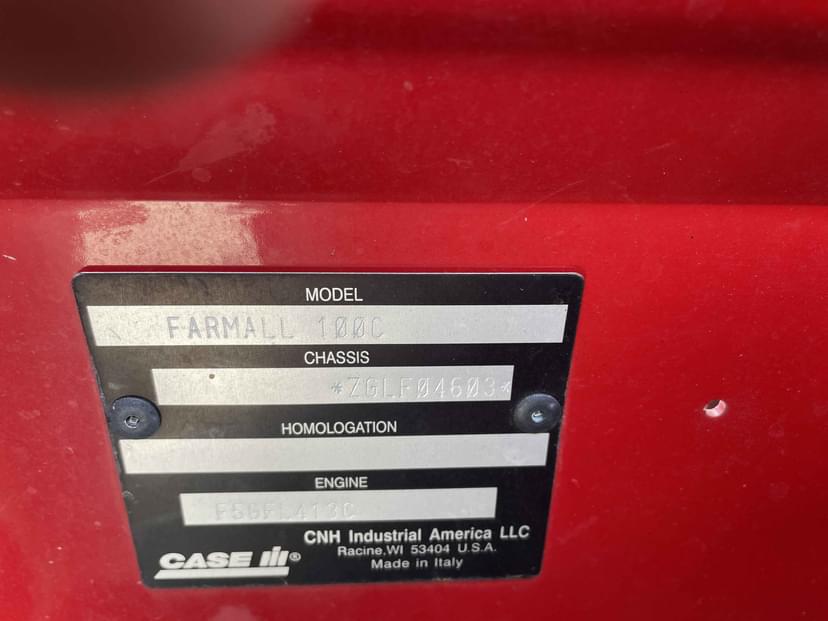 MODEL
FARMALL 100C
CHASSIS
*ZGLF04603*
HOMOLOGATION
ENGINE
F5GFL413C
CNH Industrial America LLC
Racine,WI 53404 U.S.A.
Made in Italy
CASE IH®